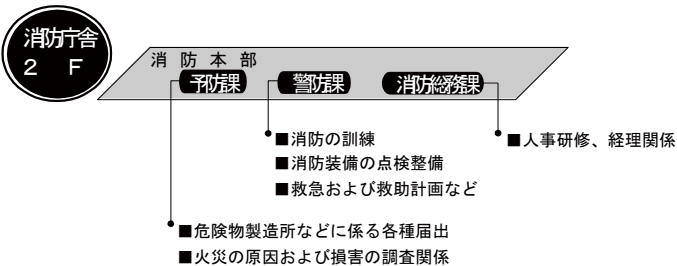 消防庁舎
２　Ｆ
消防本部
予防課
警防課
消防総務課
■消防の訓練
■消防装備の点検整備
■救急および救助計画など
■人事研修、経理関係
■危険物製造所などに係る各種届出
■火災の原因および損害の調査関係